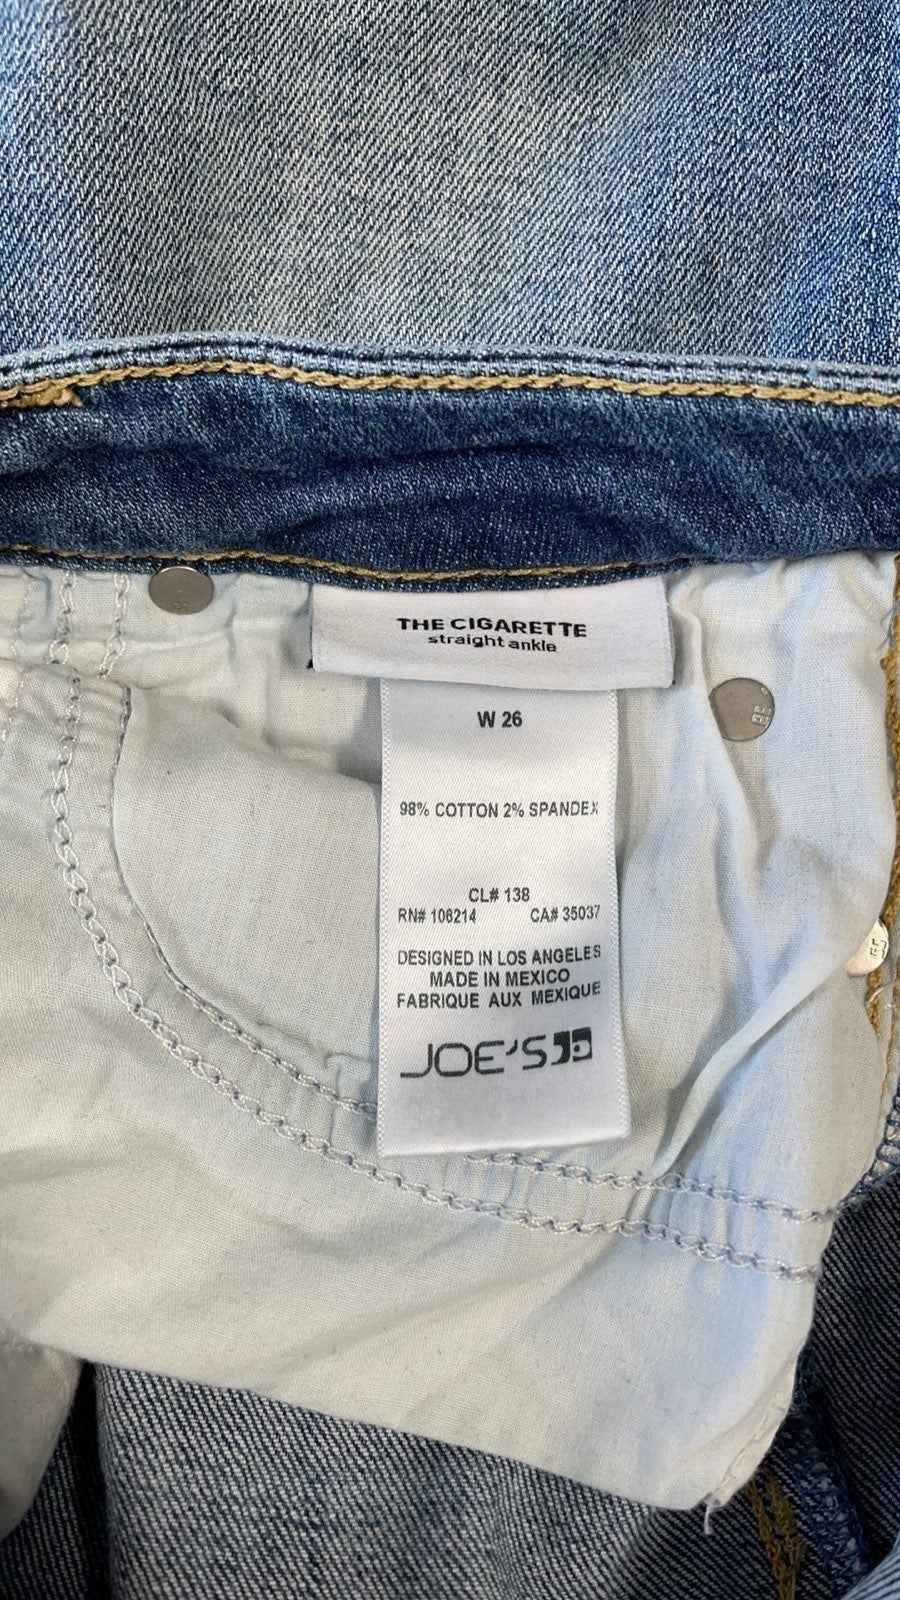 THE CIGARETTE
straight ankle
W 26
98% COTTON 2% SPANDEX
CL# 138
RN# 106214 CA# 35037
DESIGNED IN LOS ANGELES
MADE IN MEXICO
FABRIQUE AUX MEXIQUE
JOE'S